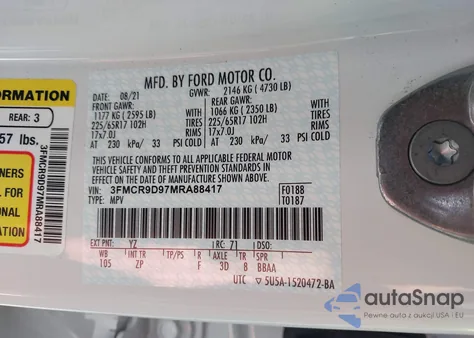 ORMATION
REAR: 3
57 lbs.
3FMCR9D97MRA88417
NERS
L FOR
ONAL
ATION
MFD. BY FORD MOTOR CO.
DATE: 08/21 GVWR: 2146 KG ( 4730 LB)
FRONT GAWR: REAR GAWR:
1177 KG ( 2595 LB) 1066 KG ( 2350 LB)
225/65R17 102H TIRES 225/65R17 102H TIRES
17x7.0J RIMS 17x7.0J RIMS
AT 230 kPa/ 33 PSI COLD AT 230 kPa/ 33 PSI COLD
THIS VEHICLE CONFORMS TO ALL APPLICABLE FEDERAL MOTOR
VEHICLE SAFETY AND THEFT PREVENTION STANDARDS IN EFFECT
ON THE DATE OF MANUFACTURE SHOWN ABOVE.
VIN: 3FMCR9D97MRA88417 F0188
TYPE: MPV T0187
EXT PNT: YZ RC: 71 DSO:
WB INT TR TP/PS R AXLE TR SPR
105 ZP F 3D 8 BBAA
UTC ▽ 5U5A-1520472-BA
autoSnap
Pewne auta z aukcji USA i EU